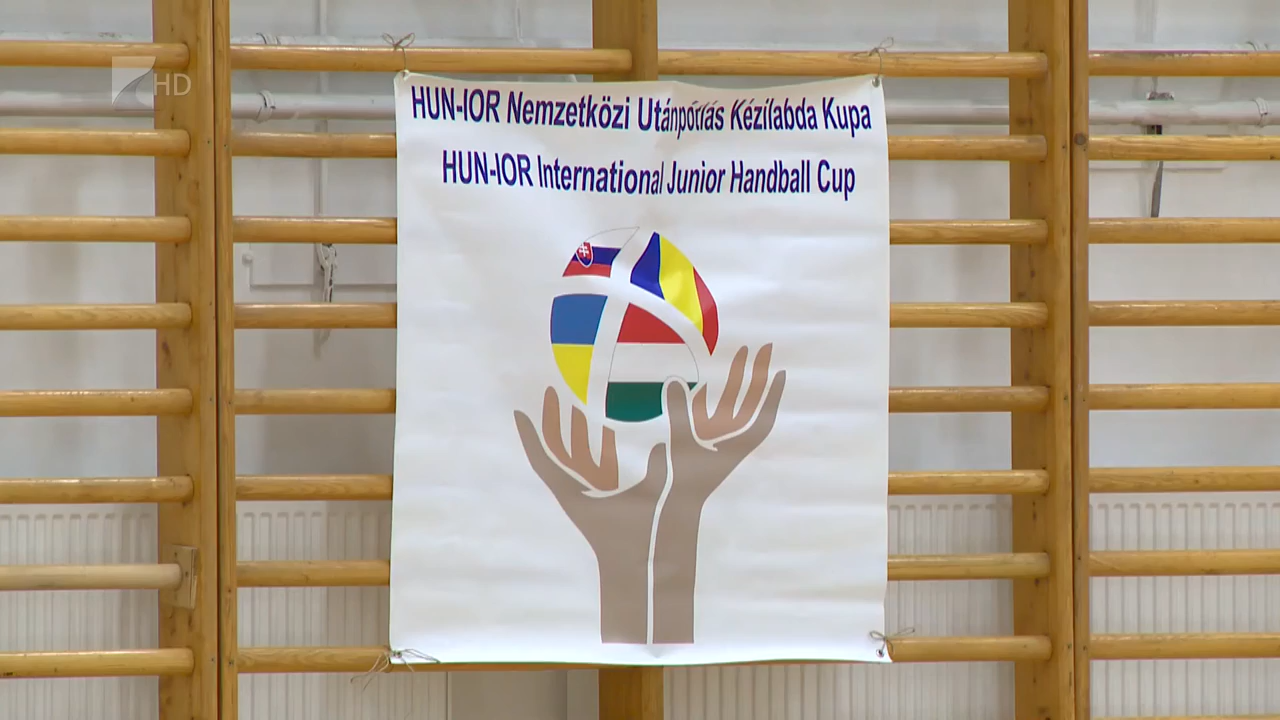 HD
HUN-IOR Nemzetközi Utánpótlás Kézilabda Kupa
HUN-IOR International Junior Handball Cup